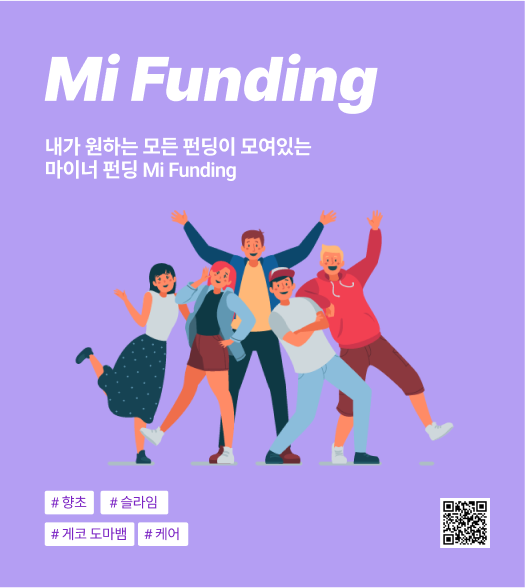 Mi Funding
내가 원하는 모든 펀딩이 모여있는
마이너 펀딩 Mi Funding
# 향초 # 슬라임
# 게코 도마뱀 # 케어